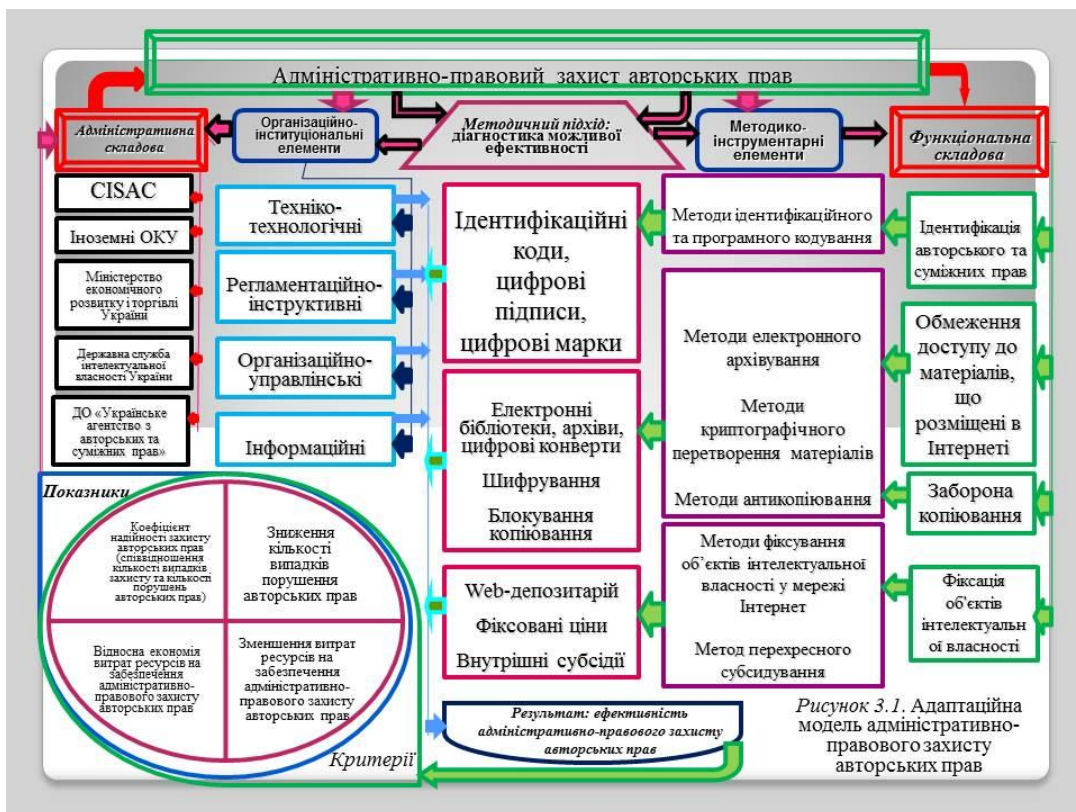 Адміністративно-правовий захист авторських прав
Адміністративна
складова
Організаційно-
інституціональні
елементи
Методичний підхід:
діагностика можливої
ефективності
Методико-
інструментарні
елементи
Функціональна
складова
CISAC
Іноземні ОКУ
Міністерство
економічного
розвитку і торгівлі
України
Державна служба
інтелектуальної
власності України
ДО «Українське
агентство з
авторських та
суміжних прав»
Техніко-
технологічні
Регламентаційно-
інструктивні
Організаційно-
управлінські
Інформаційні
Ідентифікаційні
коди,
цифрові
підписи,
цифрові марки
Електронні
бібліотеки, архіви,
цифрові конверти
Шифрування
Блокування
копіювання
Web-депозитарій
Фіксовані ціни
Внутрішні субсидії
Методи ідентифікаційного
та програмного кодування
Методи електронного
архівування
Методи
криптографічного
перетворення матеріалів
Методи антикопіювання
Методи фіксування
об’єктів інтелектуальної
власності у мережі
Інтернет
Метод перехресного
субсидування
Ідентифікація
авторського та
суміжних прав
Обмеження
доступу до
матеріалів,
що
розміщені в
Інтернеті
Заборона
копіювання
Фіксація
об'єктів
інтелектуальн
ої власності
Показники
Коефіцієнт
надійності захисту
авторських прав
(співвідношення
кількості випадків
захисту та кількості
порушень
авторських прав)
Зниження
кількості
випадків
порушення
авторських прав
Відносна економія
витрат ресурсів на
забезпечення
адміністративно-
правового захисту
авторських прав
Зменшення витрат
ресурсів на
забезпечення
адміністративно-
правового захисту
авторських прав
Критерії
Результат: ефективність
адміністративно-правового захисту
авторських прав
Рисунок 3.1. Адаптаційна
модель адміністративно-
правового захисту
авторських прав